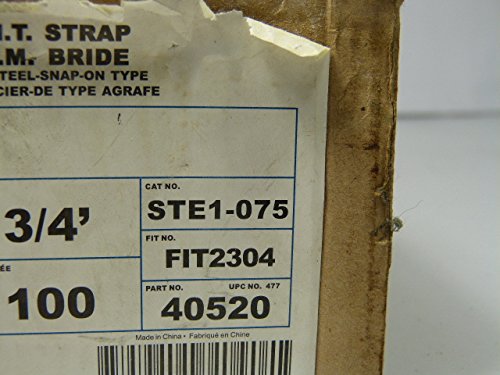 .T. STRAP
.M. BRIDE
TEEL-SNAP-ON TYPE
CIER-DE TYPE AGRAFE
3/4'
CAT NO.
STE1-075
FIT NO.
FIT2304
ÉE
100
PART NO. UPC NO. 477
40520
Made in China • Fabriqué en Chine